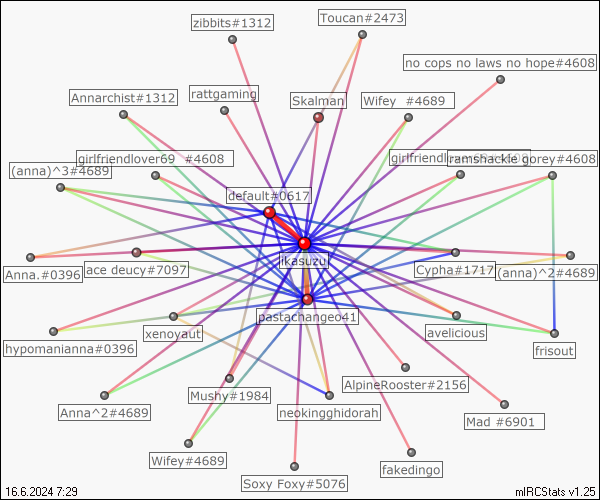 zibbits#1312
Toucan#2473
no cops no laws no hope#4608
Annarchist#1312
rattgaming
Skalman
Wifey  #4689
girlfriendlover69  #4608
ramshackle gorey#4608
(anna)^3#4689
default#0617
ikasuzu
Anna.#0396
ace deucy#7097
Cypha#1717
(anna)^2#4689
pastachange041
hypomanianna#0396
xenoyaut
avelicious
frisout
Mushy#1984
AlpineRooster#2156
Anna^2#4689
neokingghidorah
Mad #6901
Wifey#4689
fakedingo
Soxy Foxy#5076
16.6.2024 7:29
mIRCStats v1.25